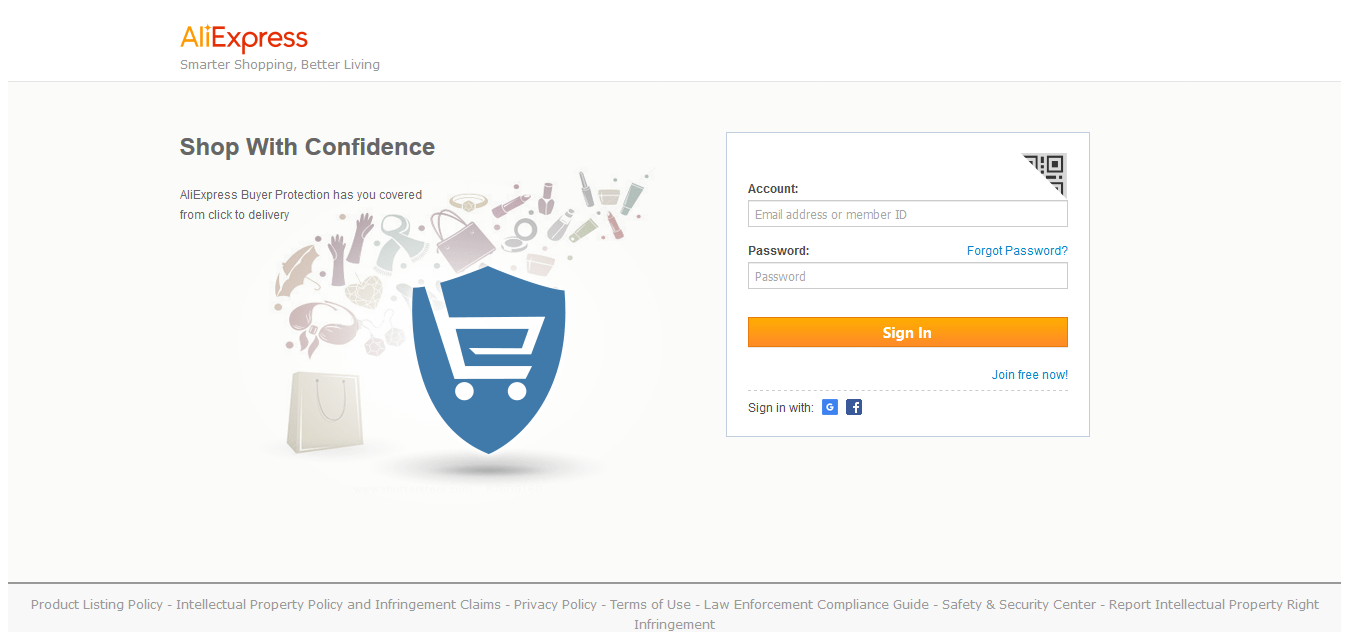 AliExpress
Smarter Shopping, Better Living
Shop With Confidence
AliExpress Buyer Protection has you covered
from click to delivery
Account:
Email address or member ID
Password:
Forgot Password?
Password
Sign In
Join free now!
Sign in with: G f
Product Listing Policy - Intellectual Property Policy and Infringement Claims - Privacy Policy - Terms of Use - Law Enforcement Compliance Guide - Safety & Security Center - Report Intellectual Property Right
Infringement